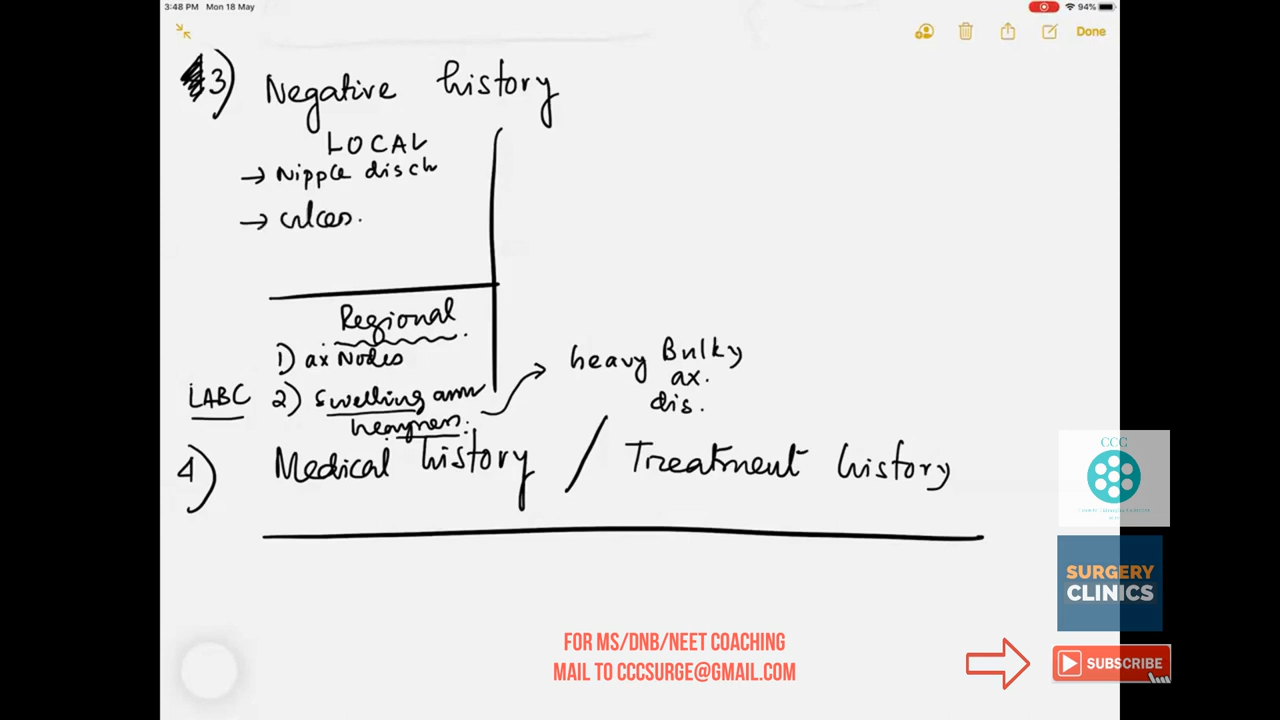 3:48 PM Mon 18 May
94%
Done
3) Negative history
LOCAL
→ Nipple disch
→ ulcer.
Regional
1) ax Nodes
LABC 2) Swelling arm
heavyness.
heavy Bulky
ax.
dis.
4) Medical history / Treatment history
CCC
SURGERY
CLINICS
FOR MS/DNB/NEET COACHING
MAIL TO CCCSURGE@GMAIL.COM
SUBSCRIBE